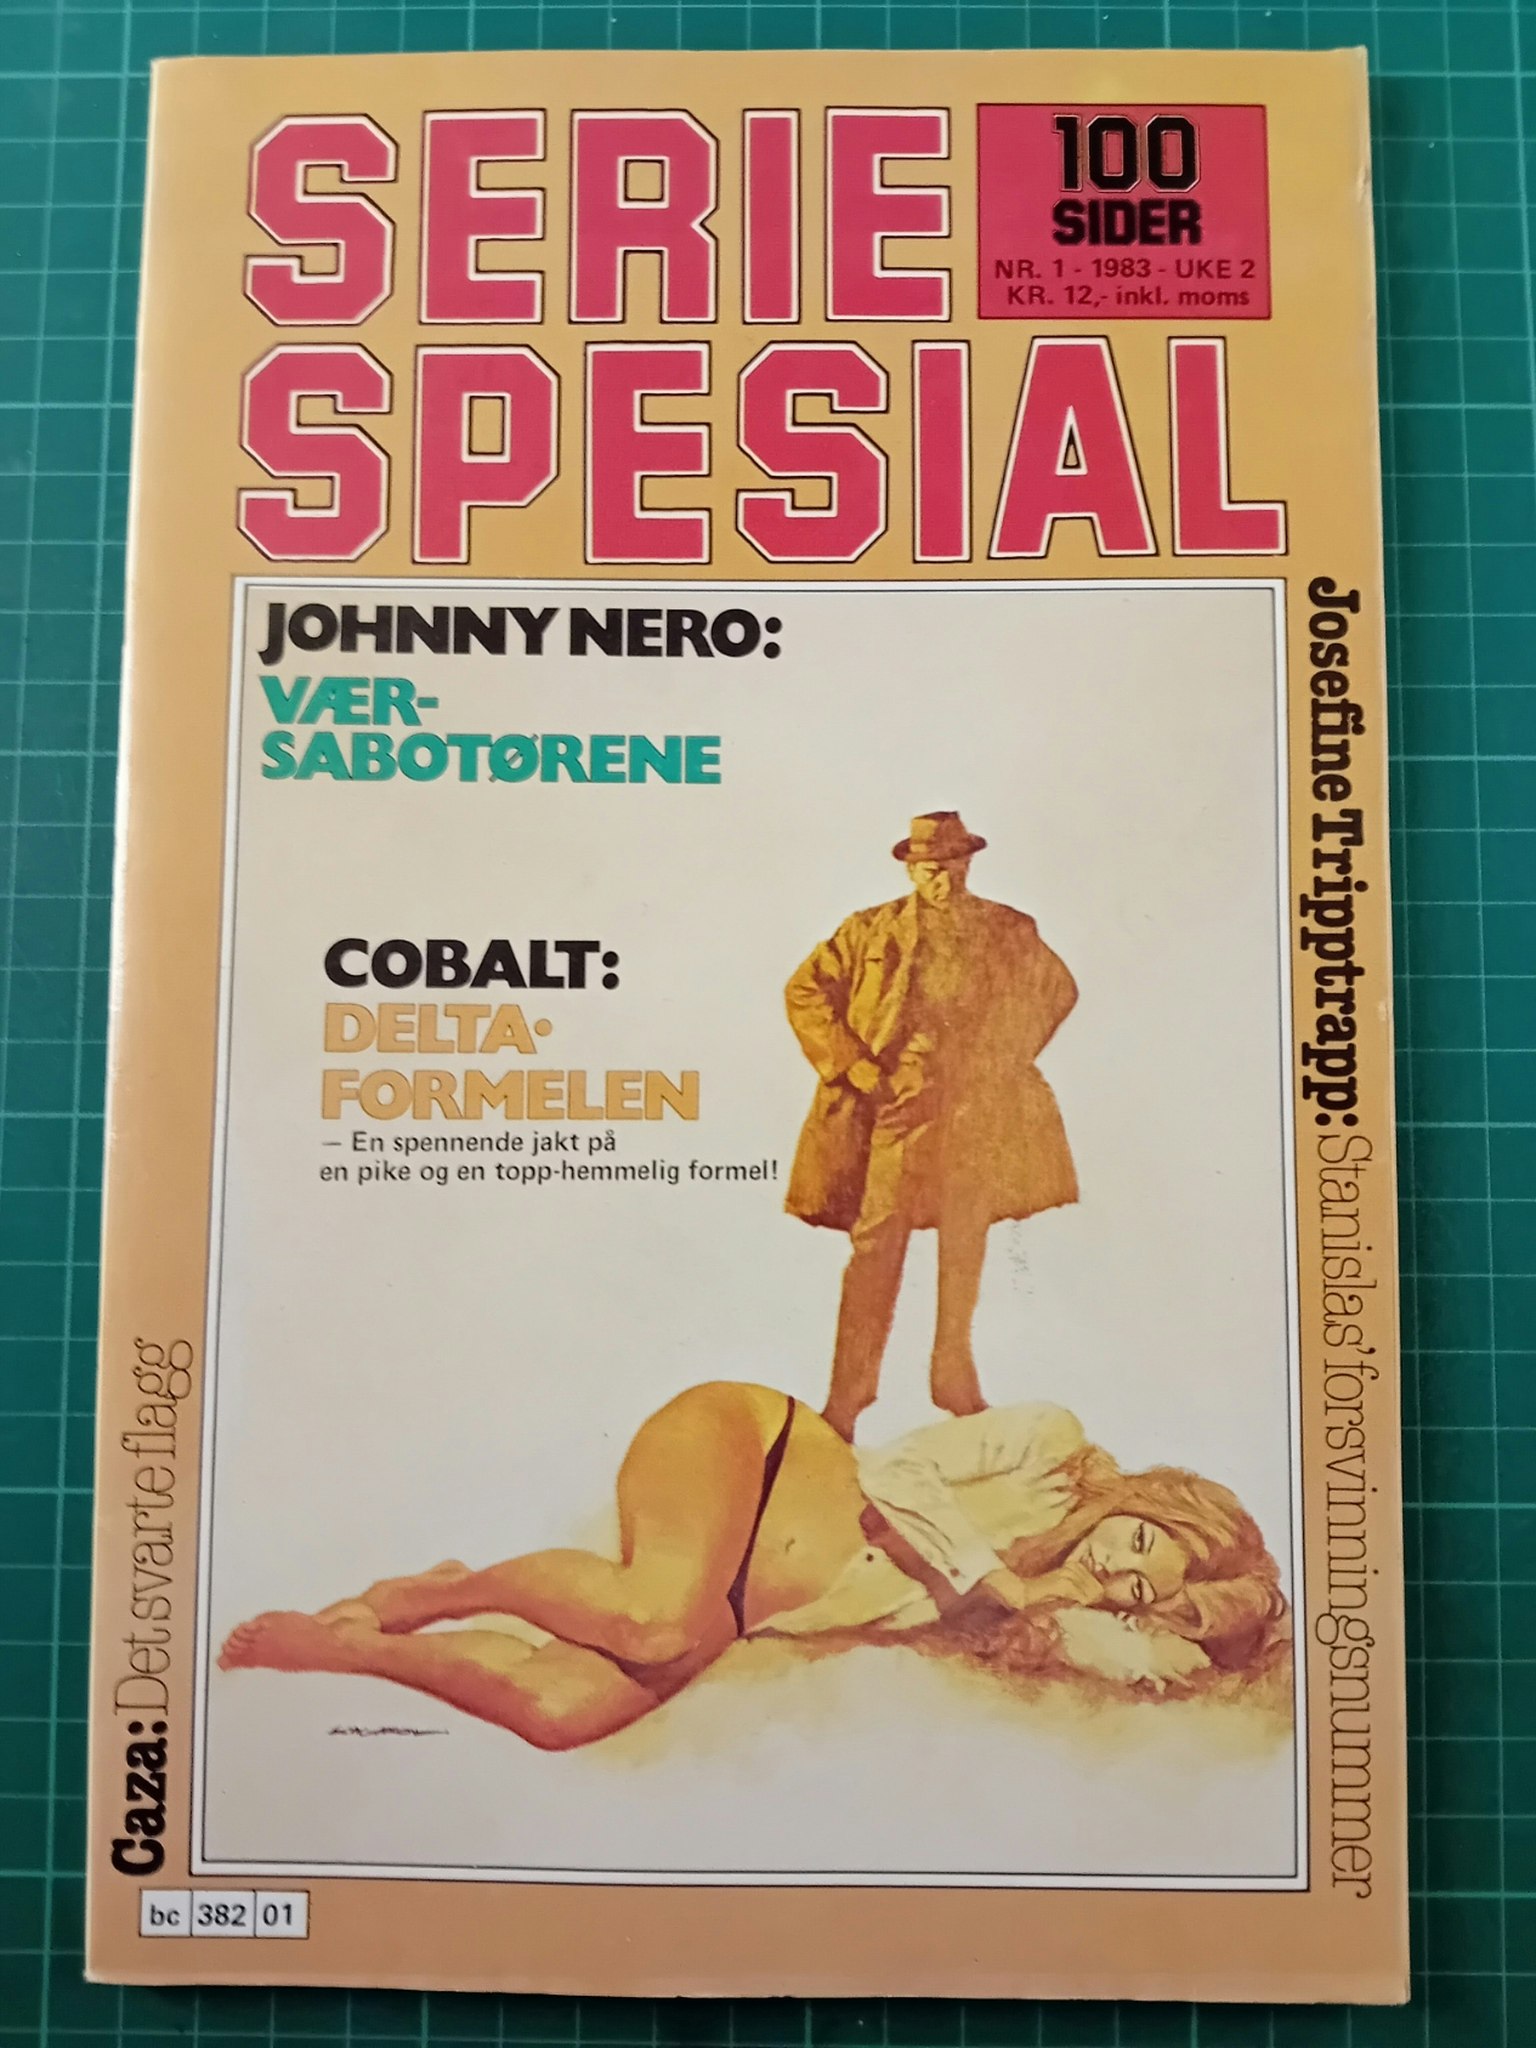 SERIE
SPESIAL
100
SIDER
NR. 1 - 1983 - UKE 2
KR. 12,- inkl. moms
JOHNNY NERO:
VÆR-
SABOTØRENE
COBALT:
DELTA-
FORMELEN
– En spennende jakt på
en pike og en topp-hemmelig formel!
Josefine Tripptrapp: Stanislas' forsvinningsnummer
Caza: Det svarte flagg
bc 382 01